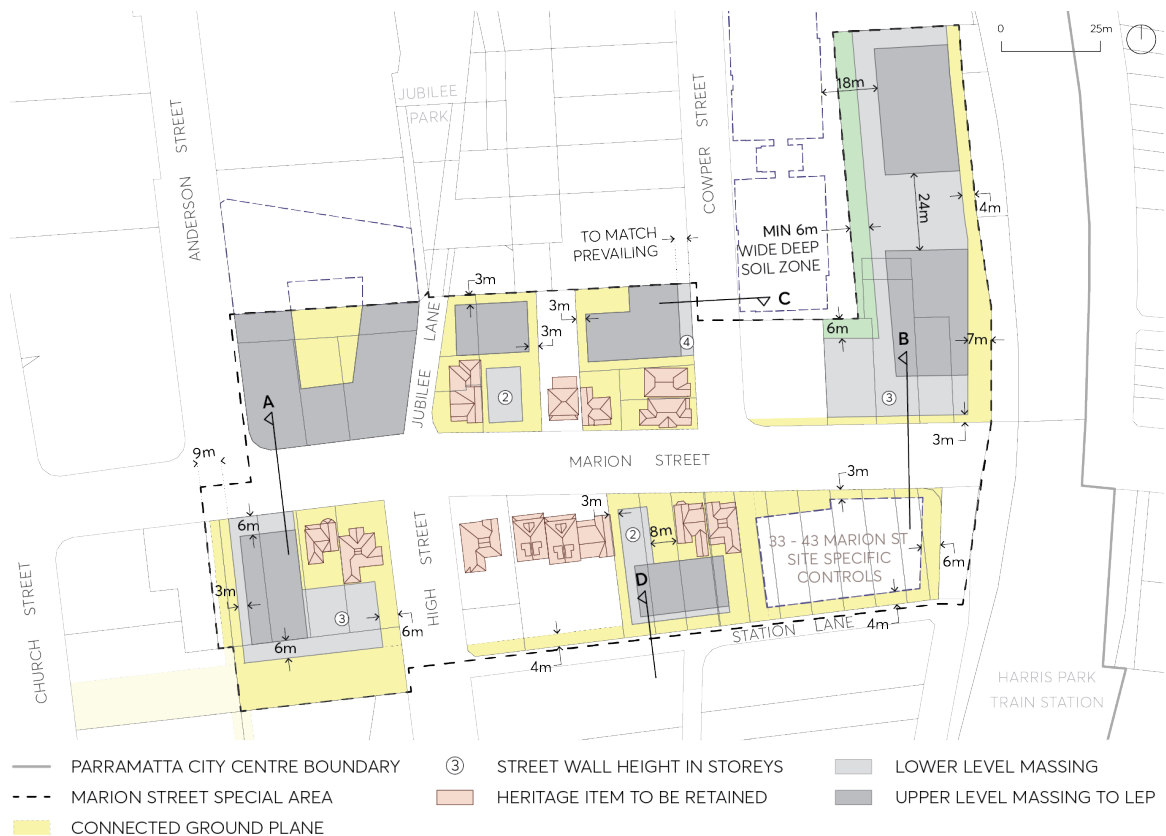 0 25m
JUBILEE
PARK
ANDERSON STREET
COWPER STREET
18m
24m
4m
TO MATCH
PREVAILING
MIN 6m
WIDE DEEP
SOIL ZONE
3m
3m
3m
C
JUBILEE LANE
4
6m
B
7m
2
3
A
3m
9m
MARION STREET
6m
3m
3m
2
8m
33 - 43 MARION ST
SITE SPECIFIC
CONTROLS
6m
D
CHURCH STREET
HIGH STREET
3m
3
6m
6m
4m
STATION LANE
4m
HARRIS PARK
TRAIN STATION
PARRAMATTA CITY CENTRE BOUNDARY
MARION STREET SPECIAL AREA
CONNECTED GROUND PLANE
3 STREET WALL HEIGHT IN STOREYS
HERITAGE ITEM TO BE RETAINED
LOWER LEVEL MASSING
UPPER LEVEL MASSING TO LEP